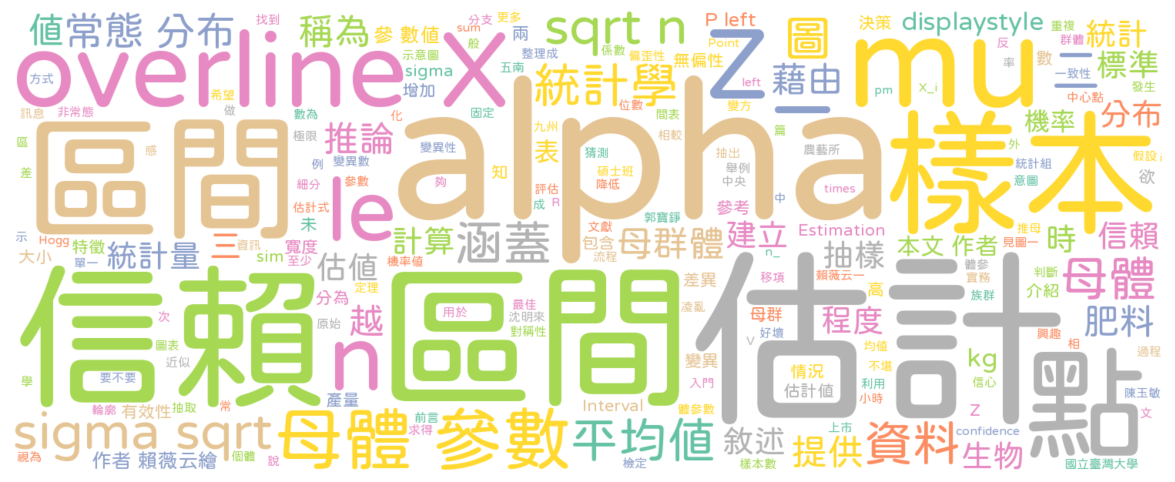 值 常態 分布 稱為 參 數值 找到 分支 sum 更多 兩 sqrt n 偏歪性 Point P left 決策 displaystyle 反 群體 重複 統計
overline X 示意圖 般 整理成 係數 無偏性 圖 mu 數 率 一致性 標準
方式 希望 sigma 五南 增加 統計學 left Z 藉由 二 pm X_i 中心點 發生
訊息 非常態 做 數為 化 固定 位數 間表 變方 篇 機率 分布
區間 推論 極限 變異性 alpha 九州 表 猜測 相較 抽出 農藝所 樣本 外 假設
區 感 例 變異數 知 碩士班 舉例 統計組
差 細分 參數 夠 評估 降低 中央 times 意圖 欲
示 Hogg 特徵 三 估計式 未 le 成 R 文獻 郭寶錚 參考 中 推母
大小 單一 統計量 資訊 寬度 至少 計算 涵蓋 包含 母群體 建立 Estimation 本文 作者 時 見圖一 信賴
sim 估值 機率值 流程 抽樣 n_ 體參 實務
信賴區間 定理 分為 用於 最佳 差異 移項 賴薇云一 估計 判斷 介紹 母體
次 原始 越 沈明來 對稱性 凌亂 母群 高 程度 族群 興趣 肥料
圖表 近似 n 變異 V 好壞 均值 相 過程
學 要不要 情況 不堪 kg 信心 點
產量 入門 估計值 利用 小時 Z 陳玉敏
輪廓 有效性 抽取 常 前言 Interval 體參數 上市 confidence 文
sigma sqrt 母體 參數 求得 平均值 敘述 提供 資料 生物
視為 作者 賴薇云繪 個體 說 檢定 樣本數 國立臺灣大學